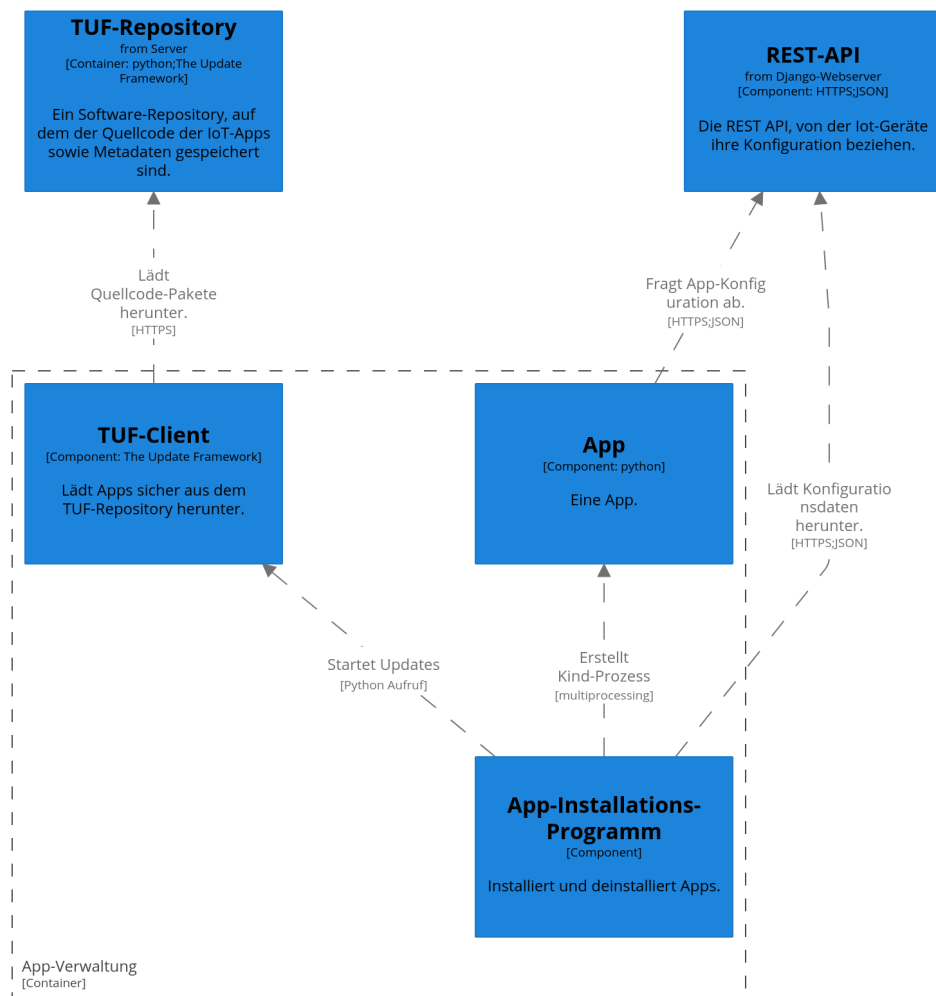 TUF-Repository
from Server
[Container: python;The Update
Framework]
Ein Software-Repository, auf
dem der Quellcode der IoT-Apps
sowie Metadaten gespeichert
sind.
REST-API
from Django-Webserver
[Component: HTTPS;JSON]
Die REST API, von der Iot-Geräte
ihre Konfiguration beziehen.
Lädt
Quellcode-Pakete
herunter.
[HTTPS]
Fragt App-Konfig
uration ab.
[HTTPS;JSON]
TUF-Client
[Component: The Update Framework]
Lädt Apps sicher aus dem
TUF-Repository herunter.
App
[Component: python]
Eine App.
Lädt Konfiguratio
nsdaten
herunter.
[HTTPS;JSON]
Startet Updates
[Python Aufruf]
Erstellt
Kind-Prozess
[multiprocessing]
App-Installations-
Programm
[Component]
Installiert und deinstalliert Apps.
App-Verwaltung
[Container]